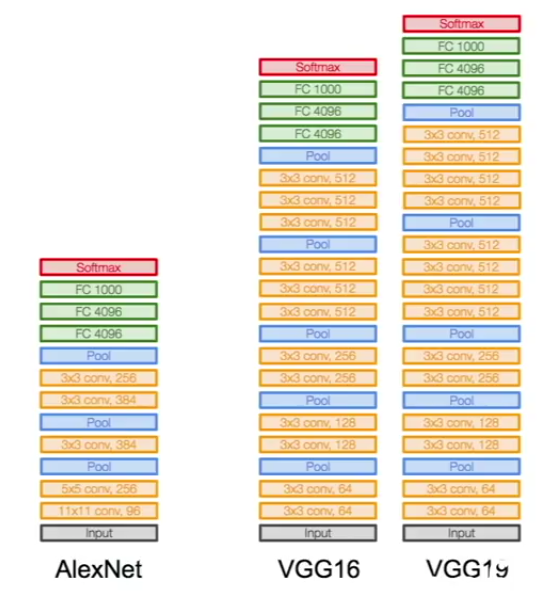 Softmax
FC 1000
FC 4096
FC 4096
Pool
3x3 conv, 256
3x3 conv, 384
Pool
3x3 conv, 384
Pool
5x5 conv, 256
11x11 conv, 96
Input
AlexNet
Softmax
FC 1000
FC 4096
FC 4096
Pool
3x3 conv, 512
3x3 conv, 512
3x3 conv, 512
Pool
3x3 conv, 512
3x3 conv, 512
3x3 conv, 512
Pool
3x3 conv, 256
3x3 conv, 256
Pool
3x3 conv, 128
3x3 conv, 128
Pool
3x3 conv, 64
3x3 conv, 64
Input
VGG16
Softmax
FC 1000
FC 4096
FC 4096
Pool
3x3 conv, 512
3x3 conv, 512
3x3 conv, 512
3x3 conv, 512
Pool
3x3 conv, 512
3x3 conv, 512
3x3 conv, 512
3x3 conv, 512
Pool
3x3 conv, 256
3x3 conv, 256
Pool
3x3 conv, 128
3x3 conv, 128
Pool
3x3 conv, 64
3x3 conv, 64
Input
VGG19